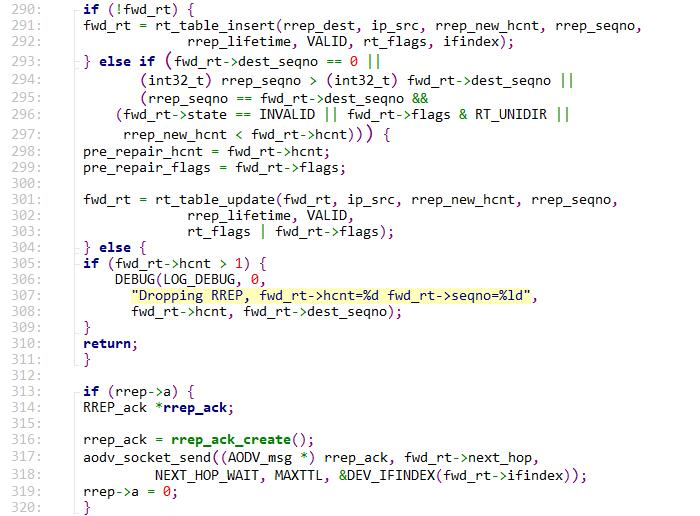 290: if (!fwd_rt) {
291: fwd_rt = rt_table_insert(rrep_dest, ip_src, rrep_new_hcnt, rrep_seqno,
292: rrep_lifetime, VALID, rt_flags, ifindex);
293: } else if (fwd_rt->dest_seqno == 0 ||
294: (int32_t) rrep_seqno > (int32_t) fwd_rt->dest_seqno ||
295: (rrep_seqno == fwd_rt->dest_seqno &&
296: (fwd_rt->state == INVALID || fwd_rt->flags & RT_UNIDIR ||
297: rrep_new_hcnt < fwd_rt->hcnt))) {
298: pre_repair_hcnt = fwd_rt->hcnt;
299: pre_repair_flags = fwd_rt->flags;
300:
301: fwd_rt = rt_table_update(fwd_rt, ip_src, rrep_new_hcnt, rrep_seqno,
302: rrep_lifetime, VALID,
303: rt_flags | fwd_rt->flags);
304: } else {
305: if (fwd_rt->hcnt > 1) {
306: DEBUG(LOG_DEBUG, 0,
307: "Dropping RREP, fwd_rt->hcnt=%d fwd_rt->seqno=%ld",
308: fwd_rt->hcnt, fwd_rt->dest_seqno);
309: }
310: return;
311: }
312:
313: if (rrep->a) {
314: RREP_ack *rrep_ack;
315:
316: rrep_ack = rrep_ack_create();
317: aodv_socket_send((AODV_msg *) rrep_ack, fwd_rt->next_hop,
318: NEXT_HOP_WAIT, MAXTTL, &DEV_IFINDEX(fwd_rt->ifindex));
319: rrep->a = 0;
320: }